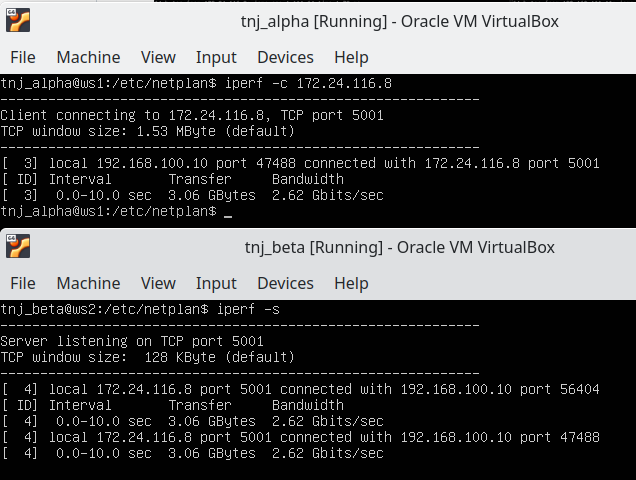 tnj_alpha [Running] - Oracle VM VirtualBox
File Machine View Input Devices Help
tnj_alpha@ws1:/etc/netplan$ iperf -c 172.24.116.8
------------------------------------------------------------
Client connecting to 172.24.116.8, TCP port 5001
TCP window size: 1.53 MByte (default)
------------------------------------------------------------
[  3] local 192.168.100.10 port 47488 connected with 172.24.116.8 port 5001
[ ID] Interval       Transfer     Bandwidth
[  3]  0.0-10.0 sec  3.06 GBytes  2.62 Gbits/sec
tnj_alpha@ws1:/etc/netplan$ _
tnj_beta [Running] - Oracle VM VirtualBox
File Machine View Input Devices Help
tnj_beta@ws2:/etc/netplan$ iperf -s
------------------------------------------------------------
Server listening on TCP port 5001
TCP window size:  128 KByte (default)
------------------------------------------------------------
[  4] local 172.24.116.8 port 5001 connected with 192.168.100.10 port 56404
[ ID] Interval       Transfer     Bandwidth
[  4]  0.0-10.0 sec  3.06 GBytes  2.62 Gbits/sec
[  4] local 172.24.116.8 port 5001 connected with 192.168.100.10 port 47488
[  4]  0.0-10.0 sec  3.06 GBytes  2.62 Gbits/sec